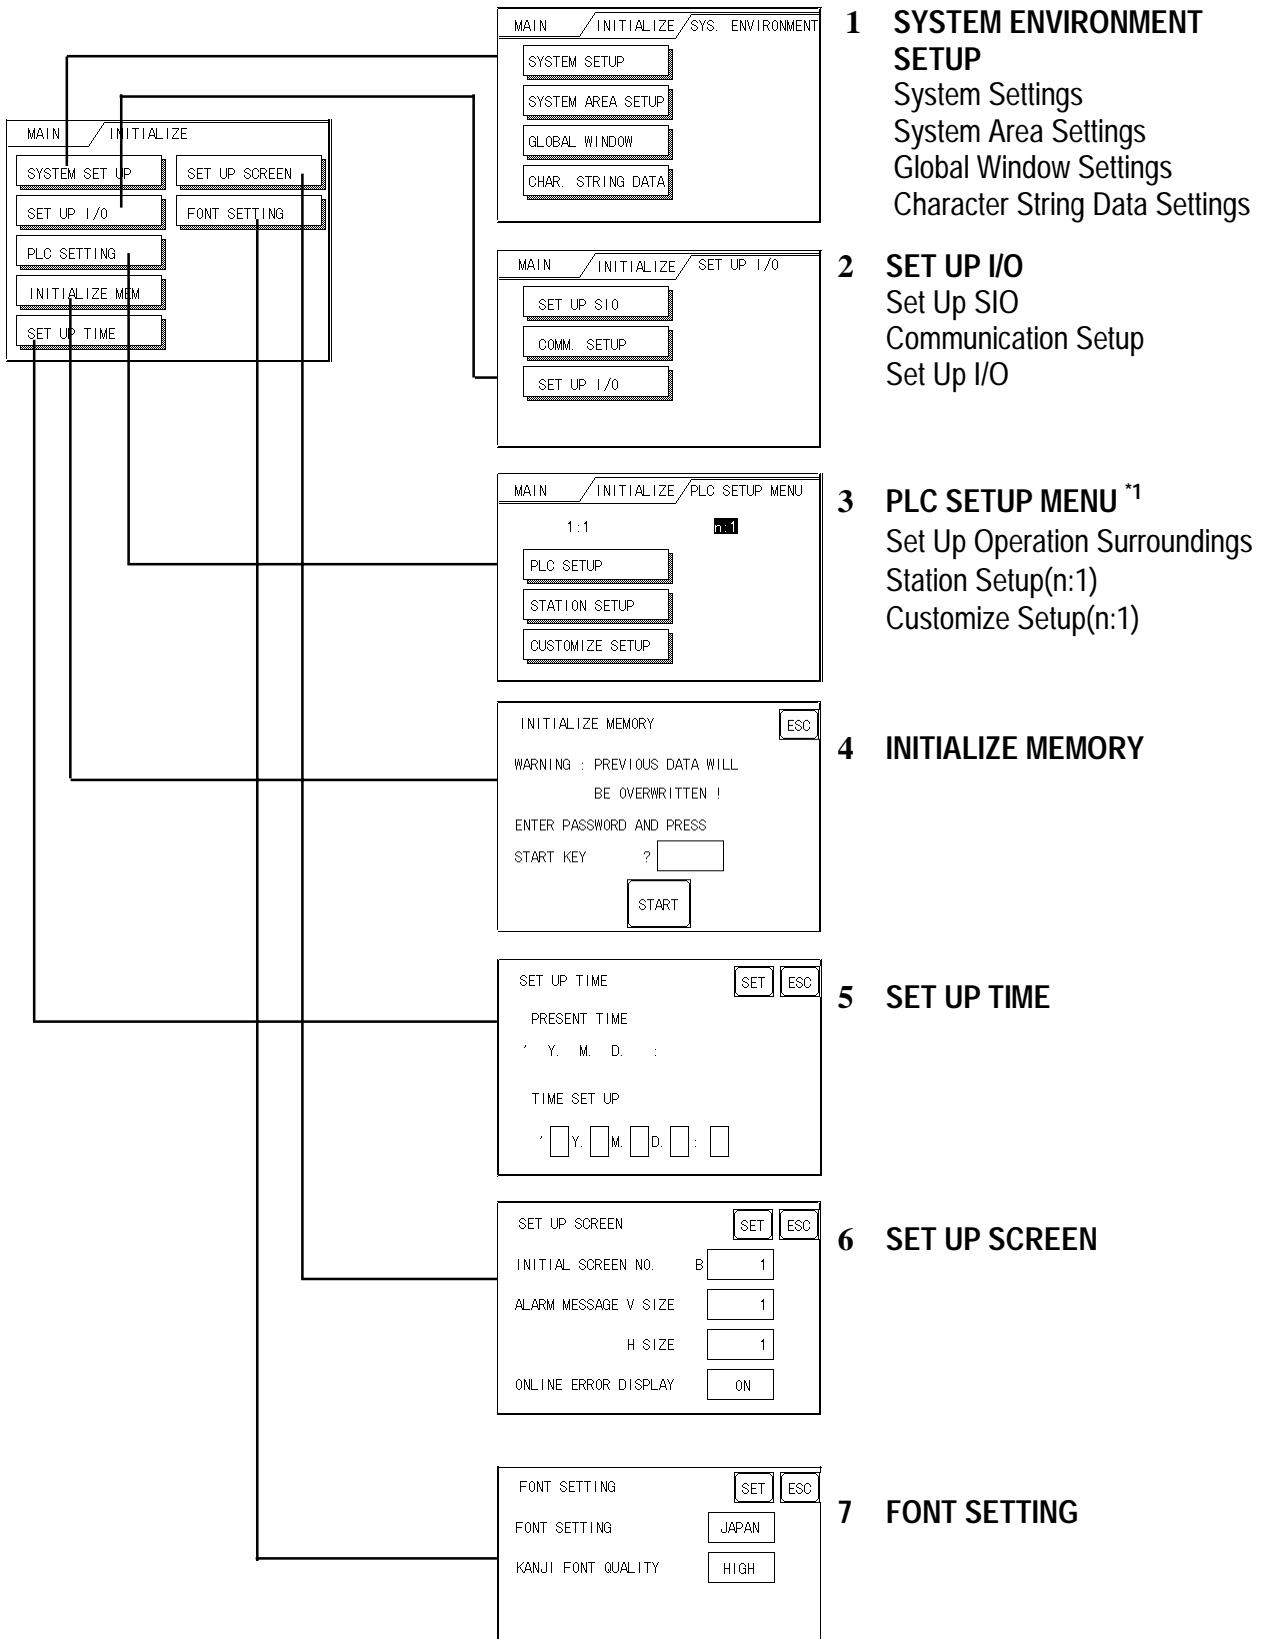 MAIN INITIALIZE
SYSTEM SET UP SET UP SCREEN
SET UP I/O FONT SETTING
PLC SETTING
INITIALIZE MEM
SET UP TIME
MAIN INITIALIZE SYS. ENVIRONMENT
SYSTEM SETUP
SYSTEM AREA SETUP
GLOBAL WINDOW
CHAR. STRING DATA
1 SYSTEM ENVIRONMENT
SETUP
System Settings
System Area Settings
Global Window Settings
Character String Data Settings
MAIN INITIALIZE SET UP I/O
SET UP SIO
COMM. SETUP
SET UP I/O
2 SET UP I/O
Set Up SIO
Communication Setup
Set Up I/O
MAIN INITIALIZE PLC SETUP MENU
1:1 n:1
PLC SETUP
STATION SETUP
CUSTOMIZE SETUP
3 PLC SETUP MENU *1
Set Up Operation Surroundings
Station Setup(n:1)
Customize Setup(n:1)
INITIALIZE MEMORY ESC
WARNING : PREVIOUS DATA WILL
BE OVERWRITTEN !
ENTER PASSWORD AND PRESS
START KEY ?
START
4 INITIALIZE MEMORY
SET UP TIME SET ESC
PRESENT TIME
' Y. M. D. :
TIME SET UP
' Y. M. D. :
5 SET UP TIME
SET UP SCREEN SET ESC
INITIAL SCREEN NO. B 1
ALARM MESSAGE V SIZE 1
H SIZE 1
ONLINE ERROR DISPLAY ON
6 SET UP SCREEN
FONT SETTING SET ESC
FONT SETTING JAPAN
KANJI FONT QUALITY HIGH
7 FONT SETTING